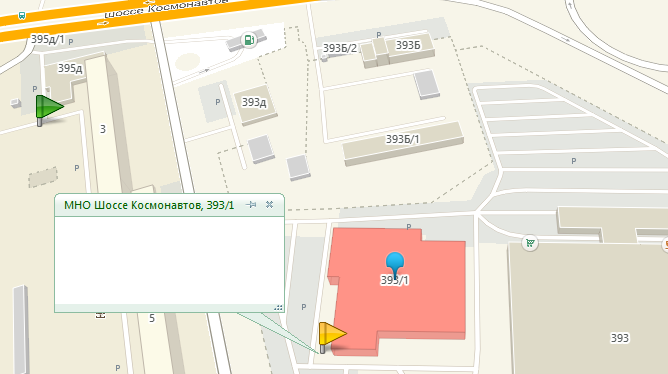 Шоссе Космонавтов
395д/1
P
393Б/2
393Б
395д
P
P
393д
3
393Б/1
P
P
МНО Шоссе Космонавтов, 393/1
P
393/1
P
5
393
P